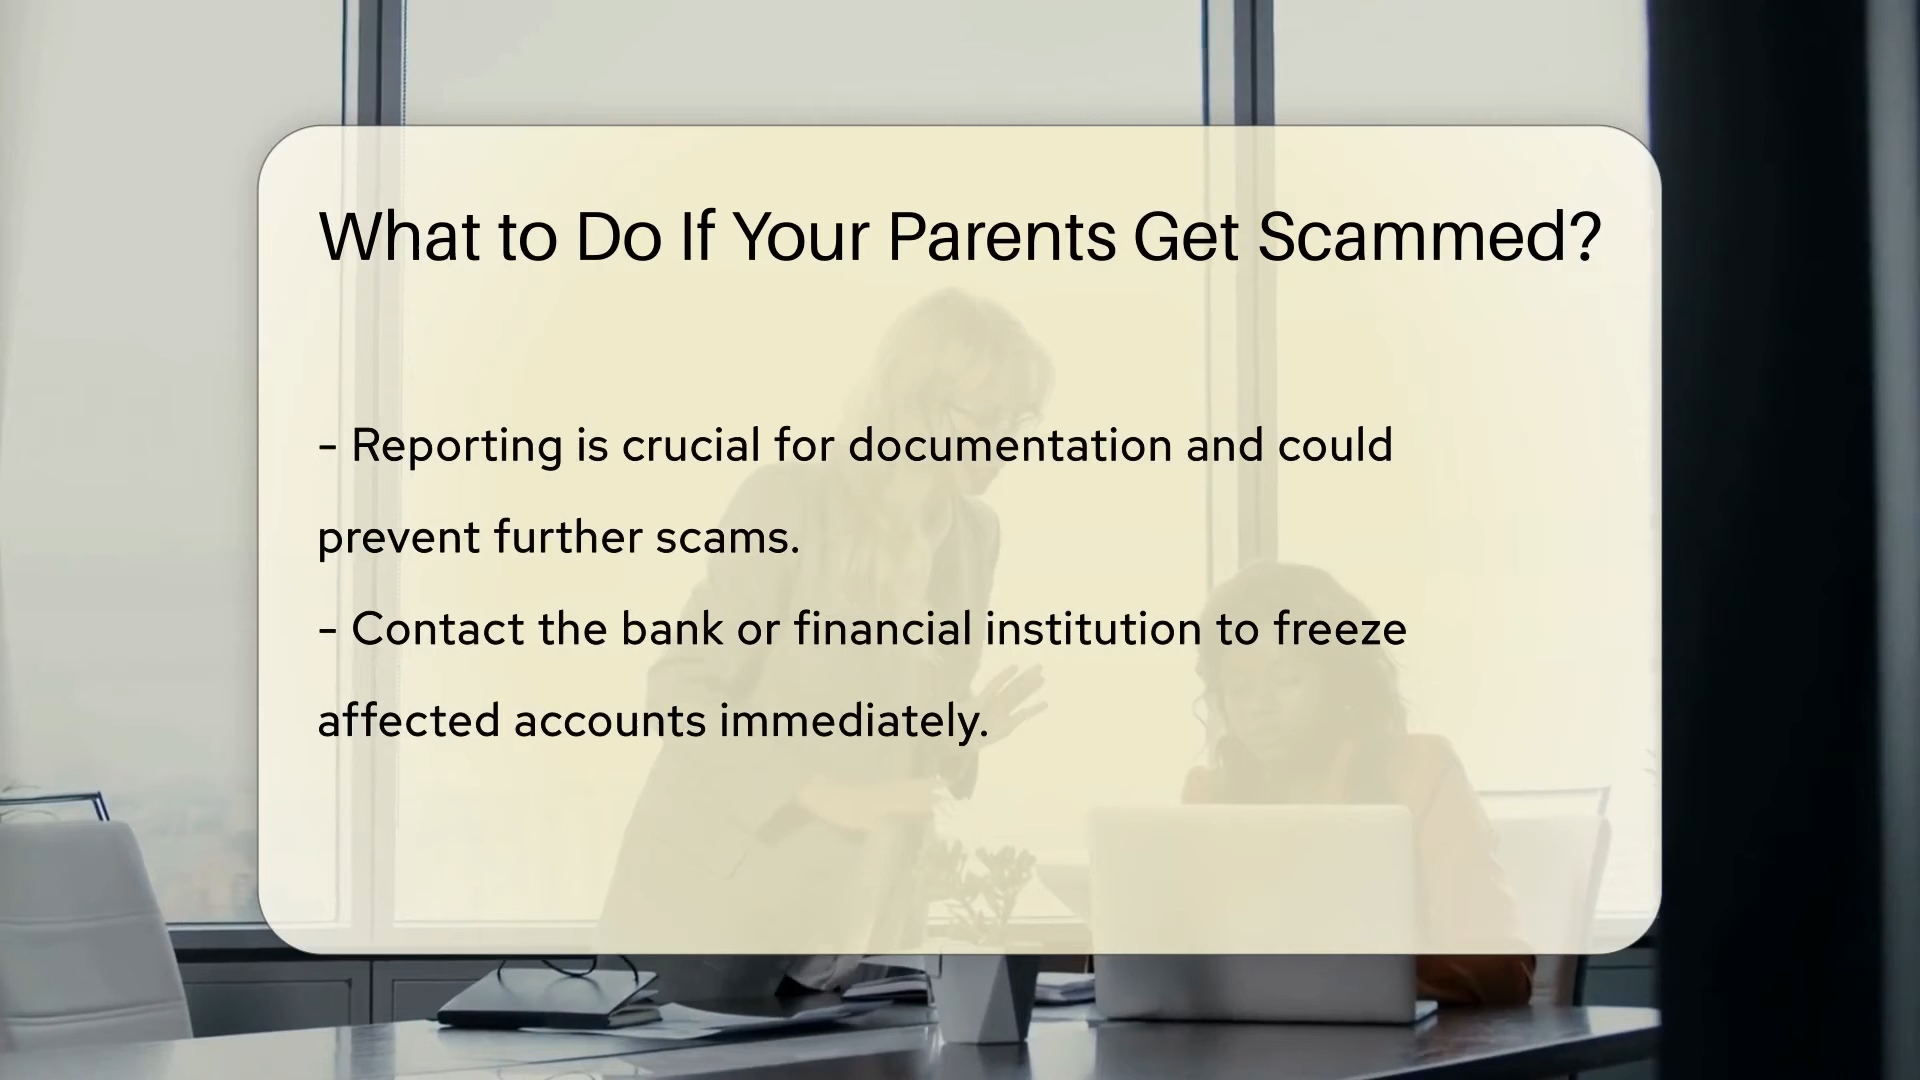 What to Do If Your Parents Get Scammed?
- Reporting is crucial for documentation and could
prevent further scams.
- Contact the bank or financial institution to freeze
affected accounts immediately.